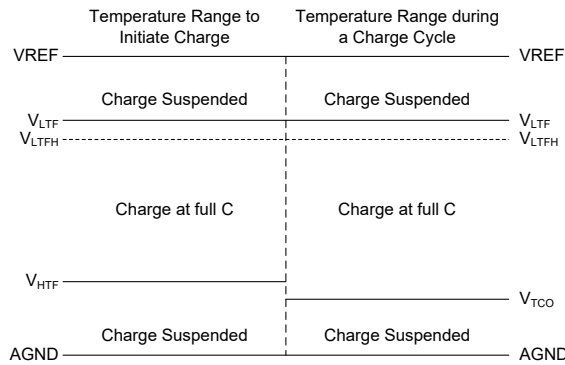 Temperature Range to
Initiate Charge
Temperature Range during
a Charge Cycle
VREF
VREF
Charge Suspended
Charge Suspended
VLTF
VLTF
VLTFH
VLTFH
Charge at full C
Charge at full C
VHTF
VTCO
Charge Suspended
Charge Suspended
AGND
AGND